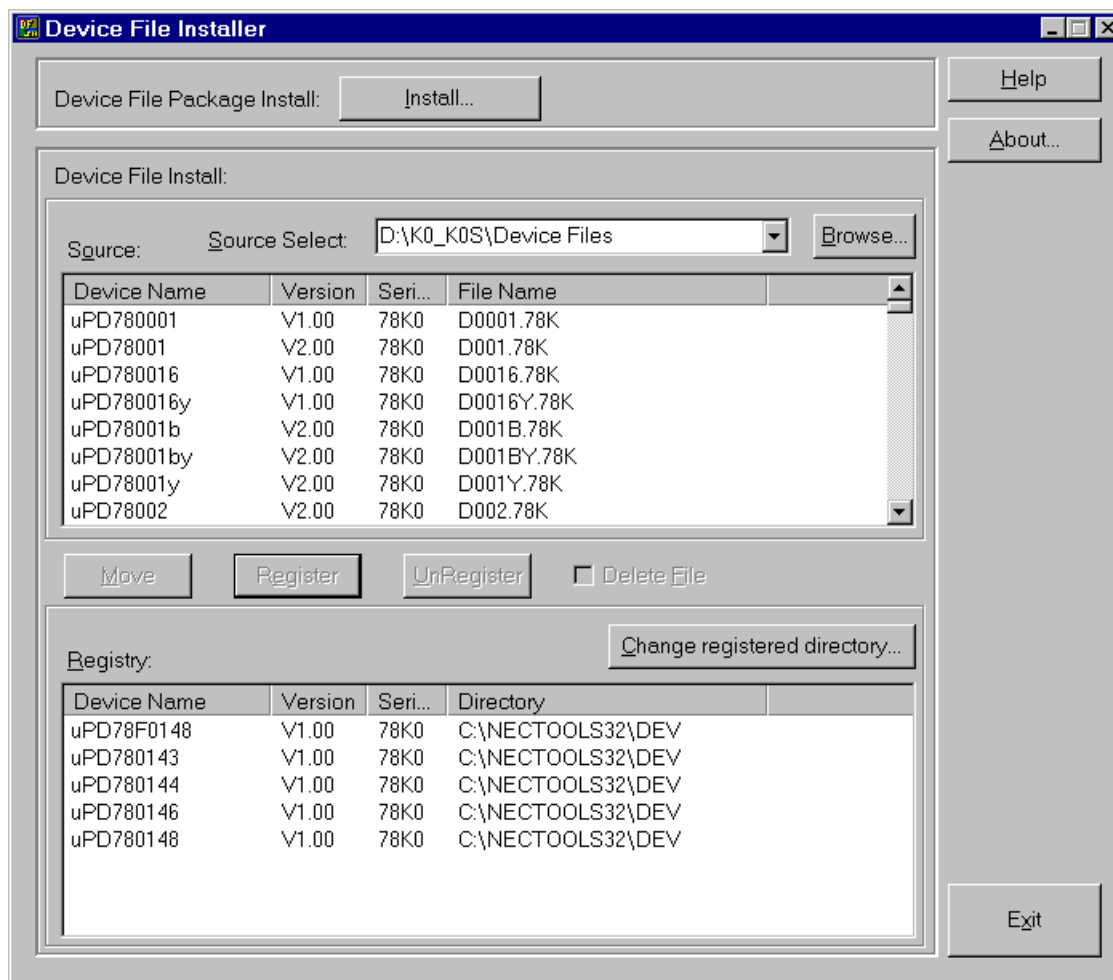 Device File Installer
Device File Package Install: Install... Help
About...
Device File Install:
Source: Source Select: D:\K0_K0S\Device Files Browse...
Device Name Version Seri... File Name
uPD780001 V1.00 78K0 D0001.78K
uPD78001 V2.00 78K0 D001.78K
uPD780016 V1.00 78K0 D0016.78K
uPD780016y V1.00 78K0 D0016Y.78K
uPD78001b V2.00 78K0 D001B.78K
uPD78001by V2.00 78K0 D001BY.78K
uPD78001y V2.00 78K0 D001Y.78K
uPD78002 V2.00 78K0 D002.78K
Move Register UnRegister Delete File
Registry: Change registered directory...
Device Name Version Seri... Directory
uPD78F0148 V1.00 78K0 C:\NECTOOLS32\DEV
uPD780143 V1.00 78K0 C:\NECTOOLS32\DEV
uPD780144 V1.00 78K0 C:\NECTOOLS32\DEV
uPD780146 V1.00 78K0 C:\NECTOOLS32\DEV
uPD780148 V1.00 78K0 C:\NECTOOLS32\DEV
Exit